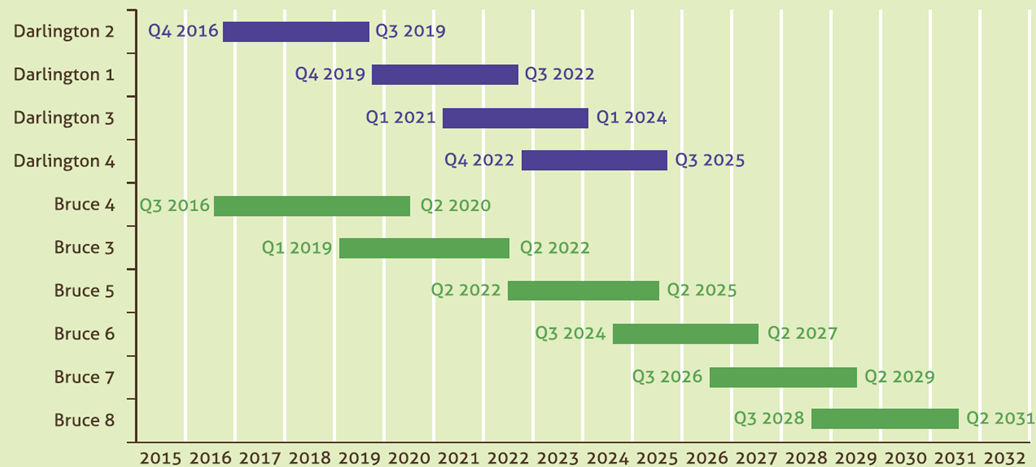 Darlington 2 Q4 2016 Q3 2019
Darlington 1 Q4 2019 Q3 2022
Darlington 3 Q1 2021 Q1 2024
Darlington 4 Q4 2022 Q3 2025
Bruce 4 Q3 2016 Q2 2020
Bruce 3 Q1 2019 Q2 2022
Bruce 5 Q2 2022 Q2 2025
Bruce 6 Q3 2024 Q2 2027
Bruce 7 Q3 2026 Q2 2029
Bruce 8 Q3 2028 Q2 2031
2015 2016 2017 2018 2019 2020 2021 2022 2023 2024 2025 2026 2027 2028 2029 2030 2031 2032